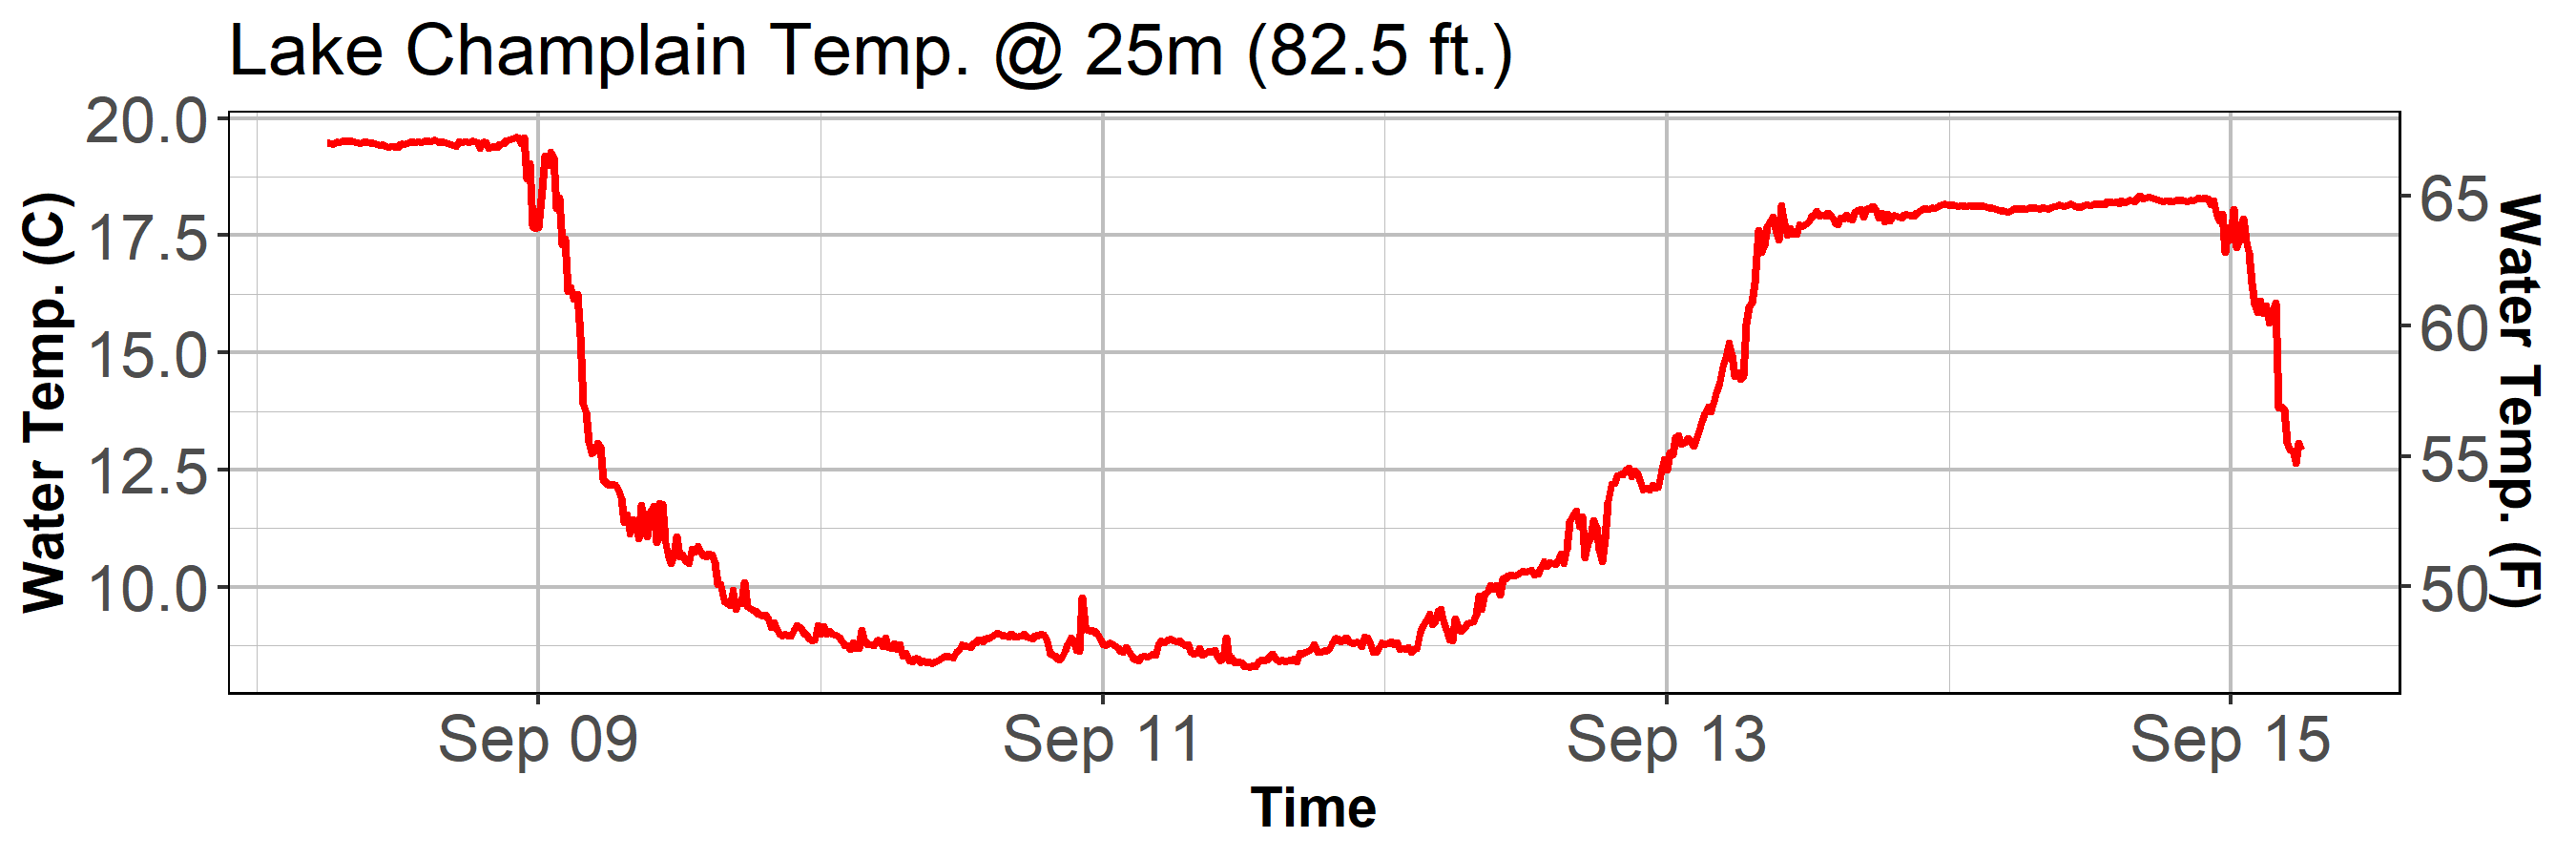 Lake Champlain Temp. @ 25m (82.5 ft.)
Water Temp. (C)
20.0
17.5
15.0
12.5
10.0
65
60
55
50
Water Temp. (F)
Sep 09
Sep 11
Sep 13
Sep 15
Time